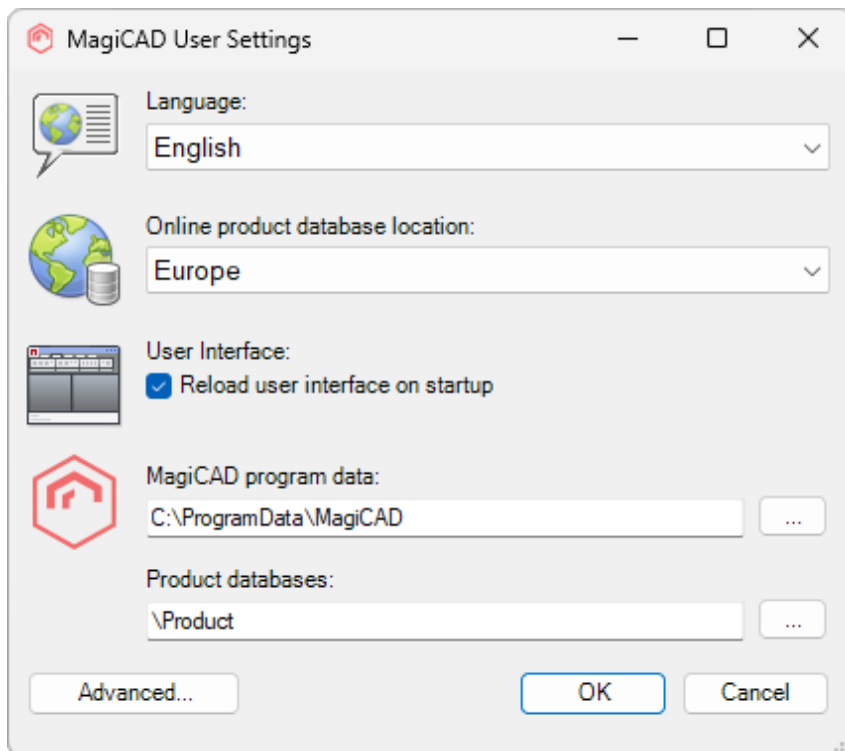 MagiCAD User Settings
Language:
English
Online product database location:
Europe
User Interface:
Reload user interface on startup
MagiCAD program data:
C:\ProgramData\MagiCAD
...
Product databases:
\Product
...
Advanced...
OK
Cancel